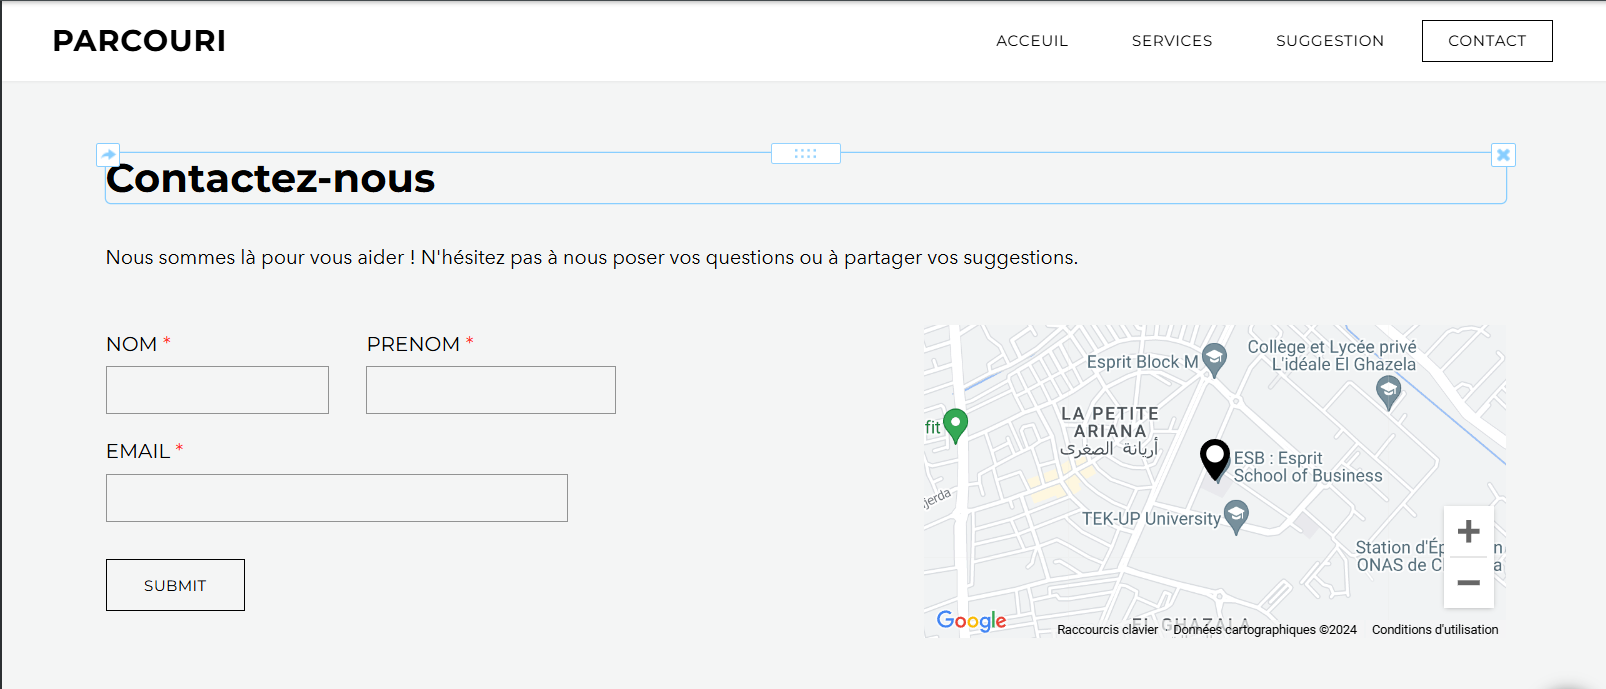 PARCOURI
ACCEUIL
SERVICES
SUGGESTION
CONTACT
Contactez-nous
Nous sommes là pour vous aider ! N'hésitez pas à nous poser vos questions ou à partager vos suggestions.
NOM *
PRENOM *
EMAIL *
SUBMIT
Esprit Block M
Collège et Lycée privé
L'idéale El Ghazela
LA PETITE
ARIANA
أريانة الصغرى
fit
ESB : Esprit
School of Business
jerda
TEK-UP University
Station d'Ép
ONAS de C
EL GHAZALA
Google
Raccourcis clavier
Données cartographiques ©2024
Conditions d'utilisation